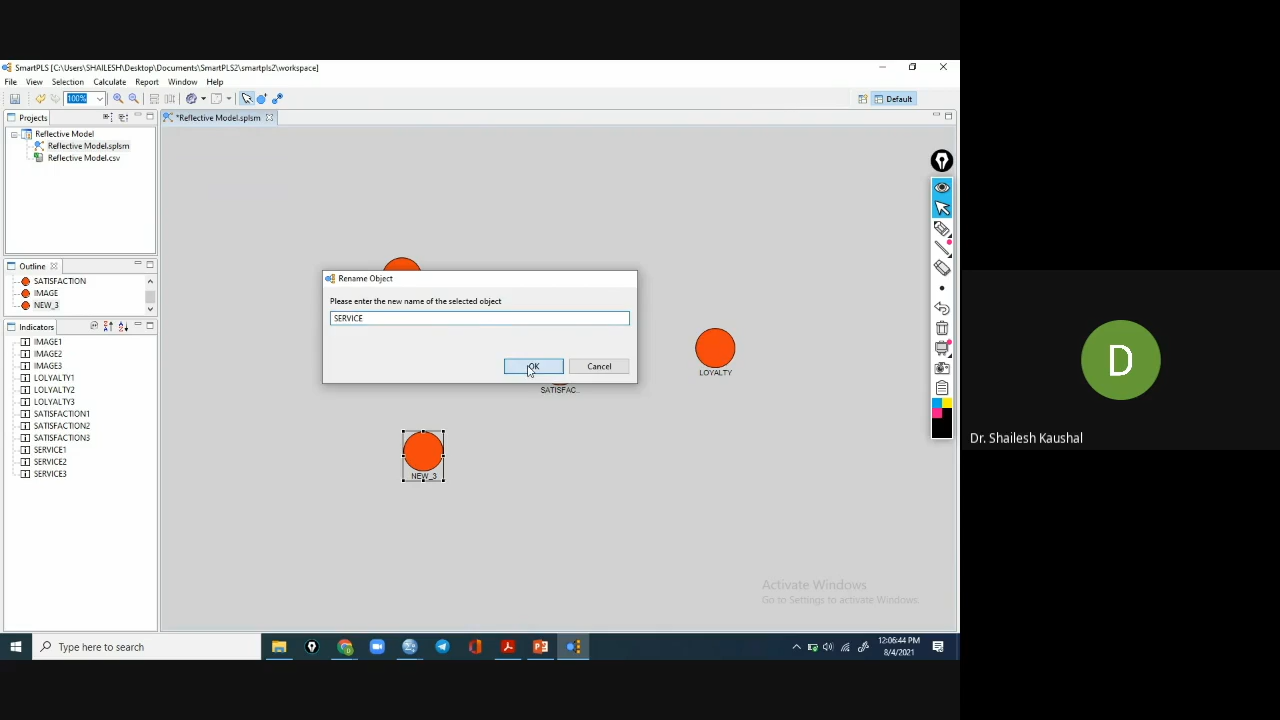 SmartPLS [C:\Users\SHAILESH\Desktop\Documents\SmartPLS2\smartpls2\workspace]
File View Selection Calculate Report Window Help
100%
Default
Projects
*Reflective Model.splsm
Reflective Model
Reflective Model.splsm
Reflective Model.csv
Outline
SATISFACTION
IMAGE
NEW_3
Indicators
IMAGE1
IMAGE2
IMAGE3
LOLYALTY1
LOLYALTY2
LOLYALTY3
SATISFACTION1
SATISFACTION2
SATISFACTION3
SERVICE1
SERVICE2
SERVICE3
Rename Object
Please enter the new name of the selected object
SERVICE
OK
Cancel
SATISFAC..
LOYALTY
NEW_3
Activate Windows
Go to Settings to activate Windows.
Type here to search
12:06:44 PM
8/4/2021
D
Dr. Shailesh Kaushal